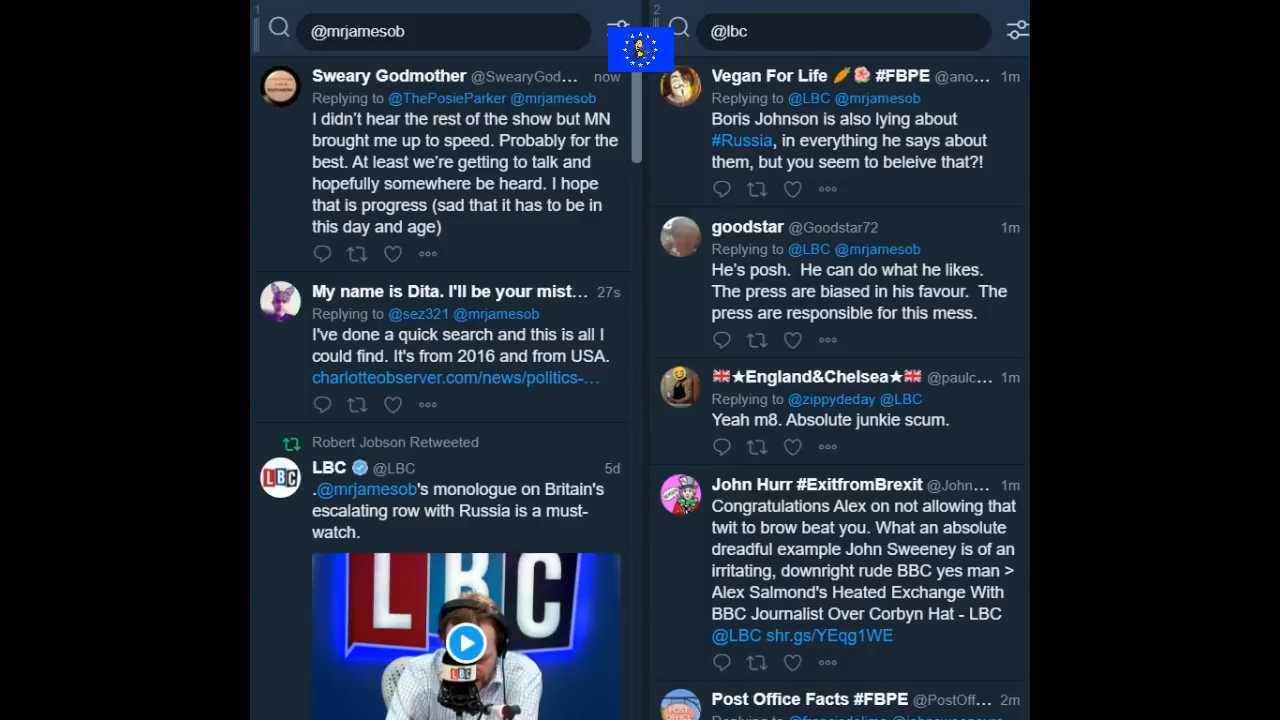 1
@mrjamesob
Sweary Godmother @SwearyGod... now
Replying to @ThePosieParker @mrjamesob
I didn't hear the rest of the show but MN
brought me up to speed. Probably for the
best. At least we're getting to talk and
hopefully somewhere be heard. I hope
that is progress (sad that it has to be in
this day and age)
My name is Dita. I'll be your mist... 27s
Replying to @sez321 @mrjamesob
I've done a quick search and this is all I
could find. It's from 2016 and from USA.
charlotteobserver.com/news/politics-...
Robert Jobson Retweeted
LBC @LBC 5d
.@mrjamesob's monologue on Britain's
escalating row with Russia is a must-
watch.
LBC
LBC
2
@lbc
Vegan For Life 🥕🌺 #FBPE @ano... 1m
Replying to @LBC @mrjamesob
Boris Johnson is also lying about
#Russia, in everything he says about
them, but you seem to beleive that?!
goodstar @Goodstar72 1m
Replying to @LBC @mrjamesob
He's posh. He can do what he likes.
The press are biased in his favour. The
press are responsible for this mess.
🇬🇧★England&Chelsea★🇬🇧 @paulc... 1m
Replying to @zippydeday @LBC
Yeah m8. Absolute junkie scum.
John Hurr #ExitfromBrexit @John... 1m
Congratulations Alex on not allowing that
twit to brow beat you. What an absolute
dreadful example John Sweeney is of an
irritating, downright rude BBC yes man >
Alex Salmond's Heated Exchange With
BBC Journalist Over Corbyn Hat - LBC
@LBC shr.gs/YEqg1WE
Post Office Facts #FBPE @PostOff... 2m